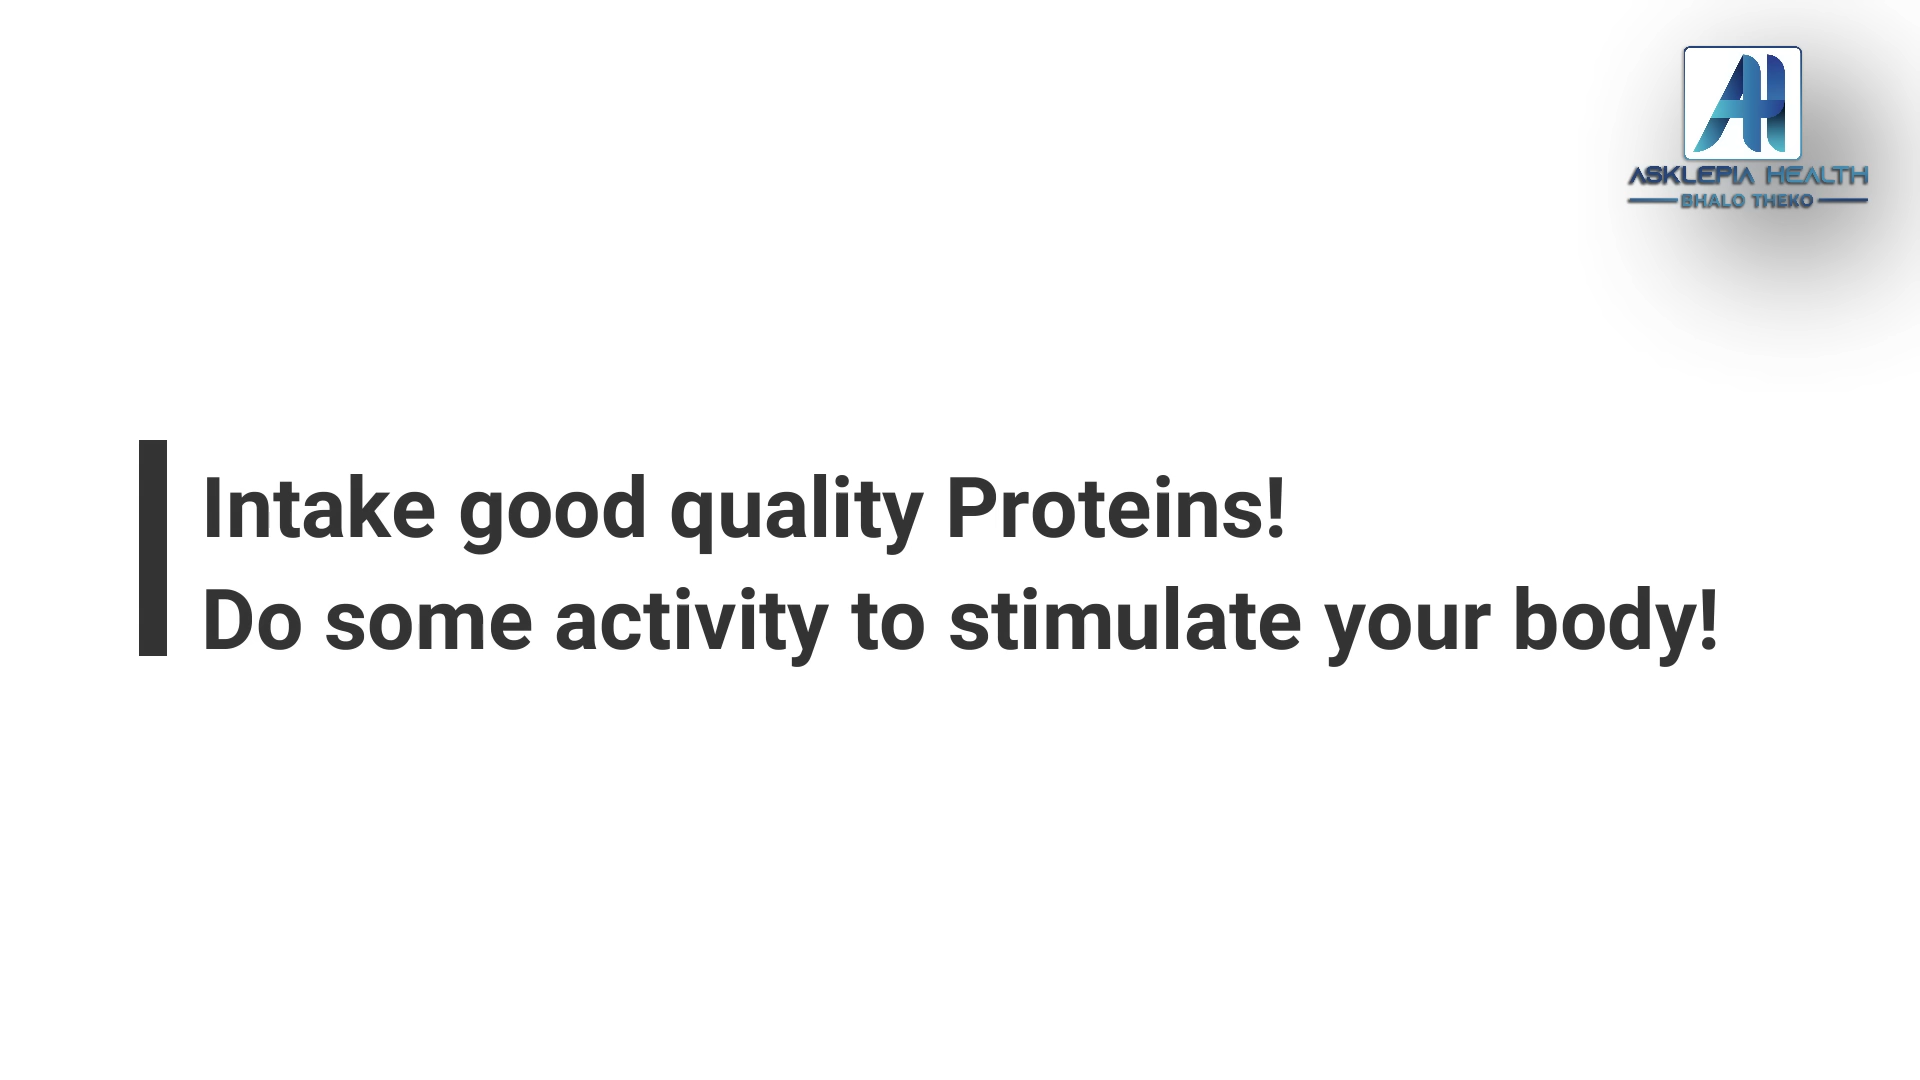 ASKLEPIA HEALTH
BHALO THEKO
Intake good quality Proteins!
Do some activity to stimulate your body!